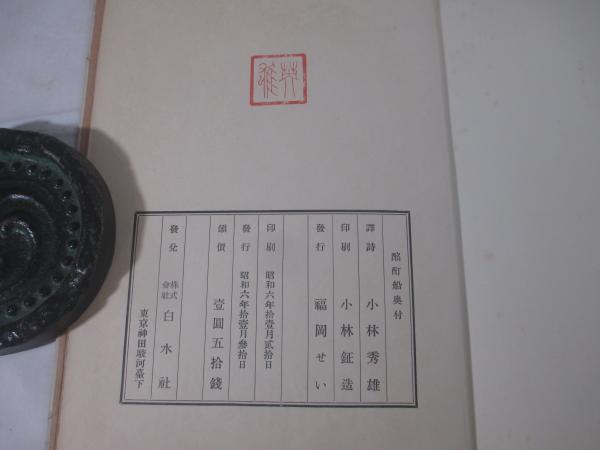 英雄
酩酊船奥付
譯詩 小林秀雄
印刷 小林鉦造
發行 福岡せい
印刷 昭和六年拾壹月貳拾日
發行 昭和六年拾壹月參拾日
價 壹圓五拾錢
發兌 株式會社 白水社
東京神田駿河臺下